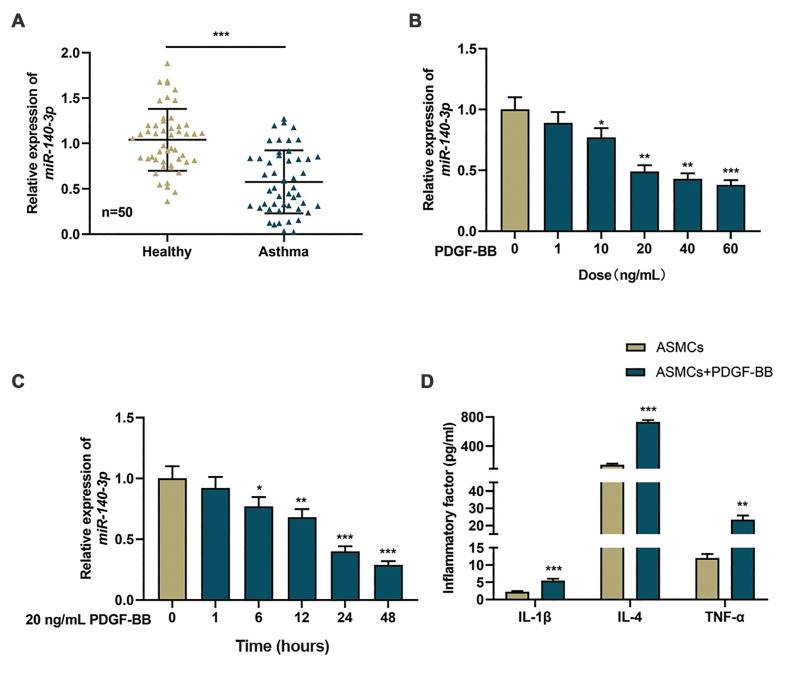 A
***
Relative expression of
miR-140-3p
2.0
1.5
1.0
0.5
0.0
n=50
Healthy
Asthma
B
Relative expression of
miR-140-3p
1.5
1.0
0.5
0.0
*
**
**
***
PDGF-BB
0
1
10
20
40
60
Dose（ng/mL）
C
Relative expression of
miR-140-3p
1.5
1.0
0.5
0.0
*
**
***
***
20 ng/mL PDGF-BB
0
1
6
12
24
48
Time (hours)
D
ASMCs
ASMCs+PDGF-BB
Inflammatory factor (pg/ml)
800
400
40
30
20
10
15
10
5
0
***
***
**
IL-1β
IL-4
TNF-α